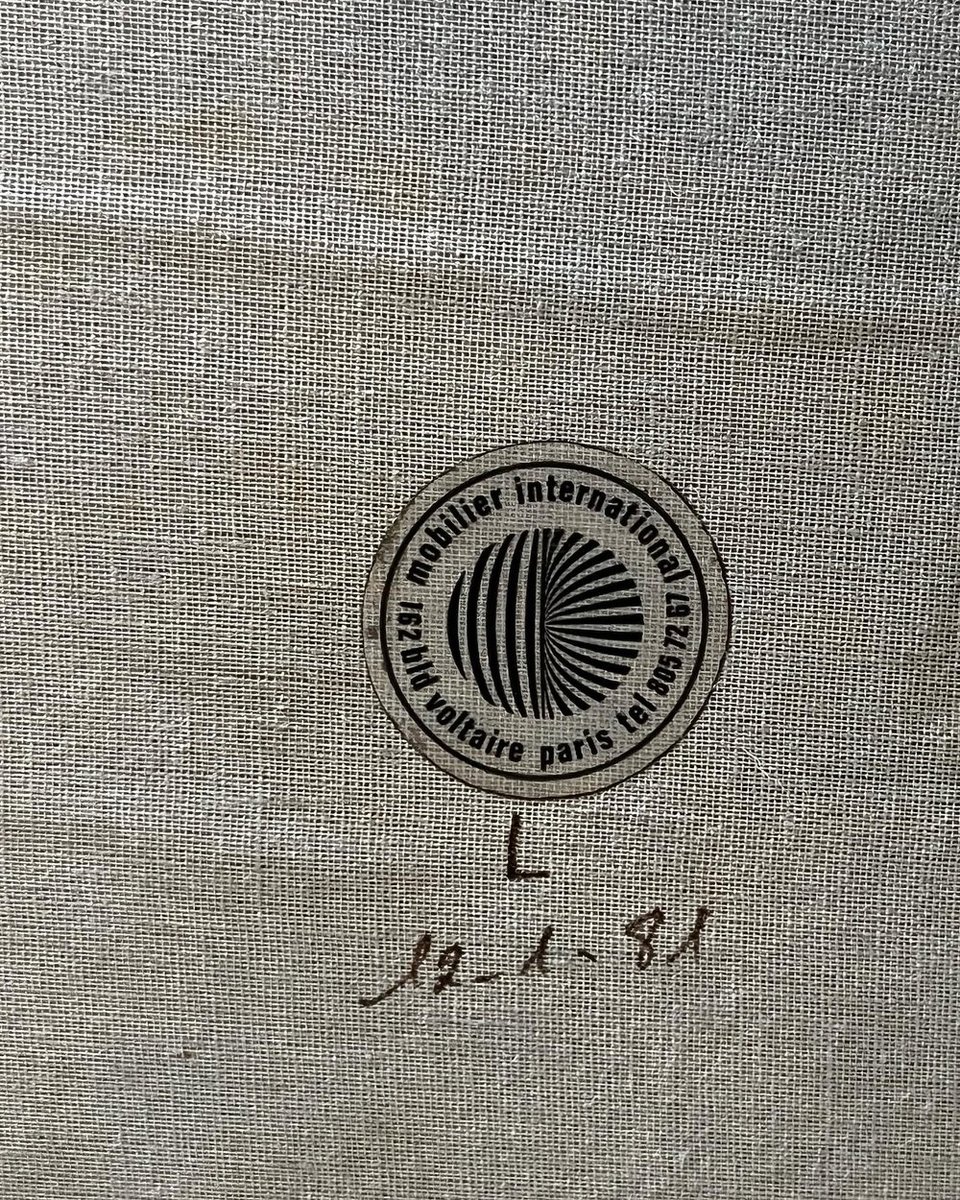 mobilier international
162 bld voltaire paris tel 805 72 67
L
12-1-81